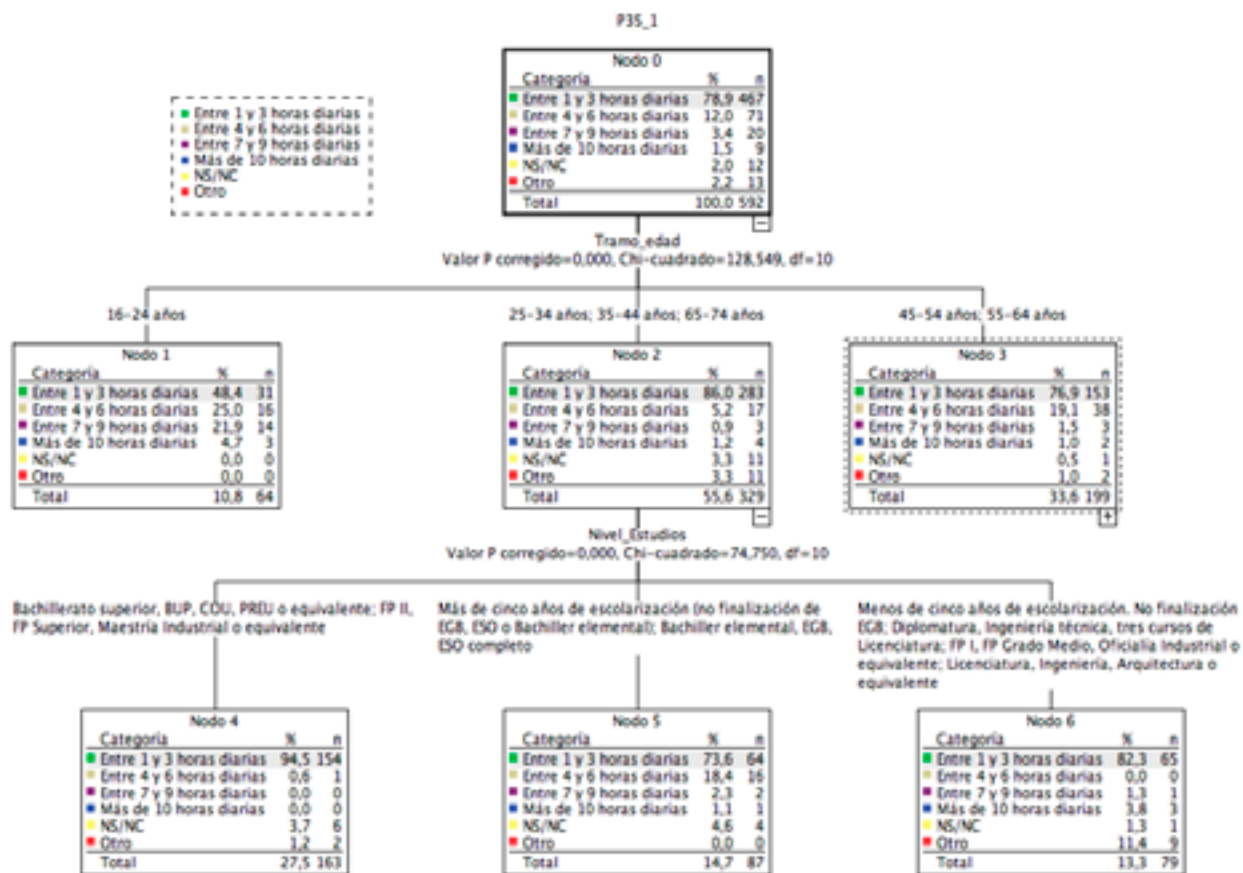 P35_1
Nodo 0
Categoría % n
Entre 1 y 3 horas diarias 78,9 467
Entre 4 y 6 horas diarias 12,0 71
Entre 7 y 9 horas diarias 3,4 20
Más de 10 horas diarias 1,5 9
NS/NC 2,0 12
Otro 2,2 13
Total 100,0 592
Entre 1 y 3 horas diarias
Entre 4 y 6 horas diarias
Entre 7 y 9 horas diarias
Más de 10 horas diarias
NS/NC
Otro
Tramo_edad
Valor P corregido=0,000, Chi-cuadrado=128,549, df=10
16-24 años
25-34 años; 35-44 años; 65-74 años
45-54 años; 55-64 años
Nodo 1
Categoría % n
Entre 1 y 3 horas diarias 48,4 31
Entre 4 y 6 horas diarias 25,0 16
Entre 7 y 9 horas diarias 21,9 14
Más de 10 horas diarias 4,7 3
NS/NC 0,0 0
Otro 0,0 0
Total 10,8 64
Nodo 2
Categoría % n
Entre 1 y 3 horas diarias 86,0 283
Entre 4 y 6 horas diarias 5,2 17
Entre 7 y 9 horas diarias 0,9 3
Más de 10 horas diarias 1,2 4
NS/NC 3,3 11
Otro 3,3 11
Total 55,6 329
Nodo 3
Categoría % n
Entre 1 y 3 horas diarias 76,9 153
Entre 4 y 6 horas diarias 19,1 38
Entre 7 y 9 horas diarias 1,5 3
Más de 10 horas diarias 1,0 2
NS/NC 0,5 1
Otro 1,0 2
Total 33,6 199
Nivel_Estudios
Valor P corregido=0,000, Chi-cuadrado=74,750, df=10
Bachillerato superior, BUP, COU, PREU o equivalente; FP II,
FP Superior, Maestría Industrial o equivalente
Más de cinco años de escolarización (no finalización de
EGB, ESO o Bachiller elemental); Bachiller elemental, EGB,
ESO completo
Menos de cinco años de escolarización. No finalización
EGB; Diplomatura, Ingeniería técnica, tres cursos de
Licenciatura; FP I, FP Grado Medio, Oficialía Industrial o
equivalente; Licenciatura, Ingeniería, Arquitectura o
equivalente
Nodo 4
Categoría % n
Entre 1 y 3 horas diarias 94,5 154
Entre 4 y 6 horas diarias 0,6 1
Entre 7 y 9 horas diarias 0,0 0
Más de 10 horas diarias 0,0 0
NS/NC 3,7 6
Otro 1,2 2
Total 27,5 163
Nodo 5
Categoría % n
Entre 1 y 3 horas diarias 73,6 64
Entre 4 y 6 horas diarias 18,4 16
Entre 7 y 9 horas diarias 2,3 2
Más de 10 horas diarias 1,1 1
NS/NC 4,6 4
Otro 0,0 0
Total 14,7 87
Nodo 6
Categoría % n
Entre 1 y 3 horas diarias 82,3 65
Entre 4 y 6 horas diarias 0,0 0
Entre 7 y 9 horas diarias 1,3 1
Más de 10 horas diarias 3,8 3
NS/NC 1,3 1
Otro 11,4 9
Total 13,3 79